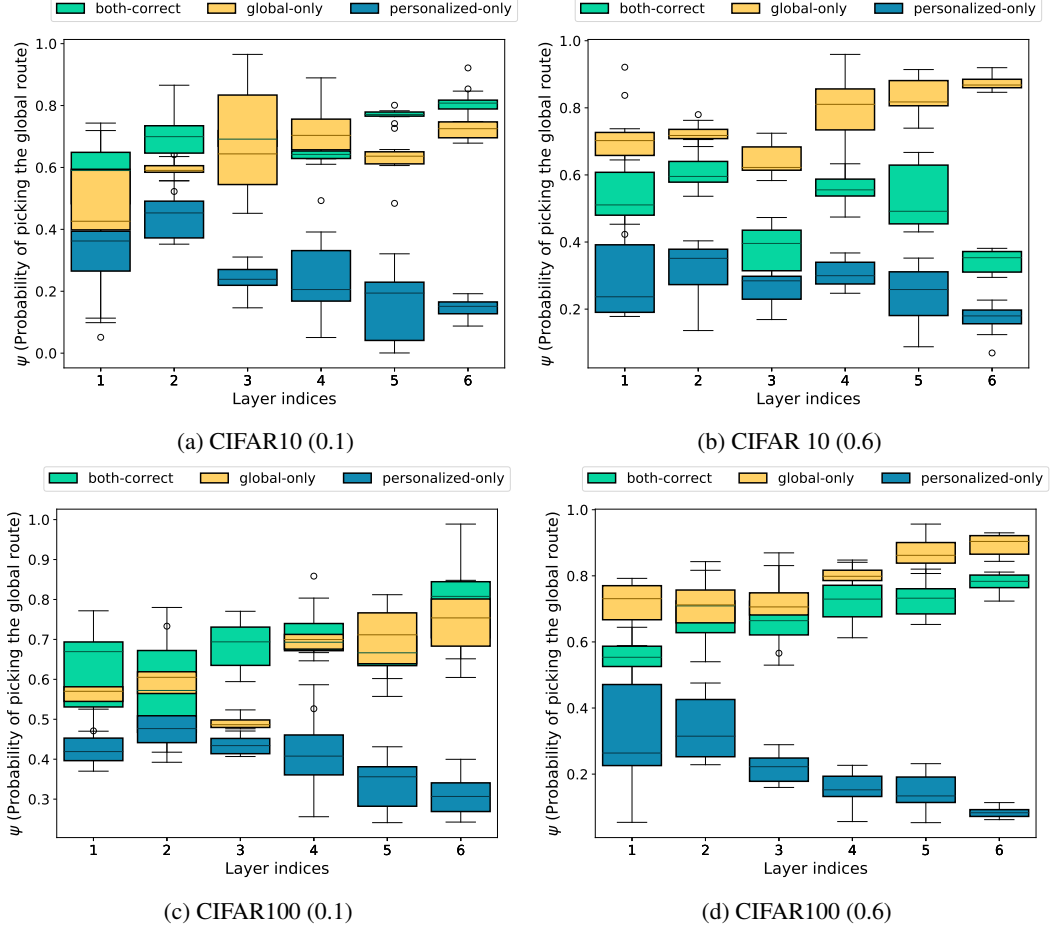 both-correct global-only personalized-only
both-correct global-only personalized-only
ψ (Probability of picking the global route)
1.0
0.8
0.6
0.4
0.2
0.0
1 2 3 4 5 6
Layer indices
(a) CIFAR10 (0.1)
ψ (Probability of picking the global route)
1.0
0.8
0.6
0.4
0.2
1 2 3 4 5 6
Layer indices
(b) CIFAR 10 (0.6)
both-correct global-only personalized-only
both-correct global-only personalized-only
ψ (Probability of picking the global route)
1.0
0.9
0.8
0.7
0.6
0.5
0.4
0.3
1 2 3 4 5 6
Layer indices
(c) CIFAR100 (0.1)
ψ (Probability of picking the global route)
1.0
0.8
0.6
0.4
0.2
1 2 3 4 5 6
Layer indices
(d) CIFAR100 (0.6)